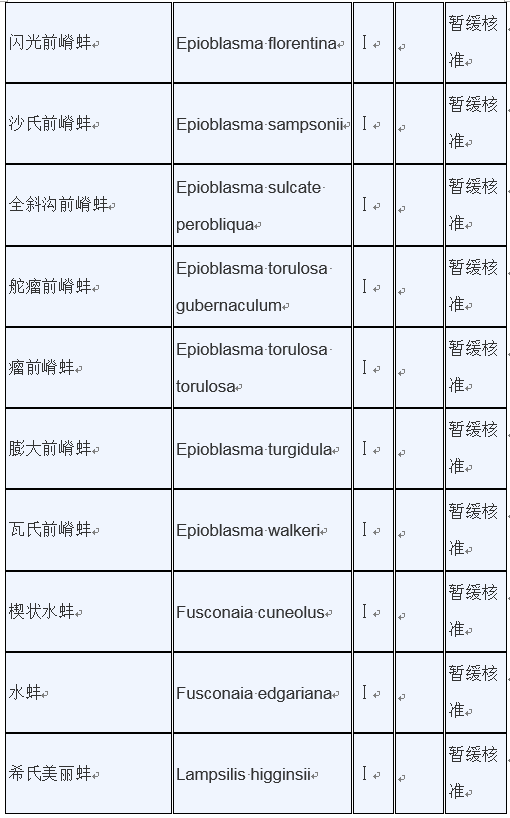 闪光前嵴蚌 Epioblasma florentina Ⅰ 暂缓核
准
沙氏前嵴蚌 Epioblasma sampsonii Ⅰ 暂缓核
准
全斜沟前嵴蚌 Epioblasma sulcate
perobliqua Ⅰ 暂缓核
准
舵瘤前嵴蚌 Epioblasma torulosa
gubernaculum Ⅰ 暂缓核
准
瘤前嵴蚌 Epioblasma torulosa
torulosa Ⅰ 暂缓核
准
膨大前嵴蚌 Epioblasma turgidula Ⅰ 暂缓核
准
瓦氏前嵴蚌 Epioblasma walkeri Ⅰ 暂缓核
准
楔状水蚌 Fusconaia cuneolus Ⅰ 暂缓核
准
水蚌 Fusconaia edgariana Ⅰ 暂缓核
准
希氏美丽蚌 Lampsilis higginsii Ⅰ 暂缓核
准